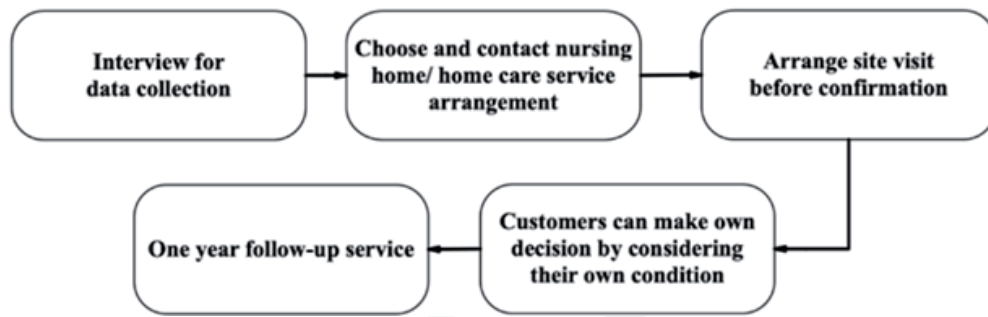 Interview for
data collection
Choose and contact nursing
home/ home care service
arrangement
Arrange site visit
before confirmation
Customers can make own
decision by considering
their own condition
One year follow-up service